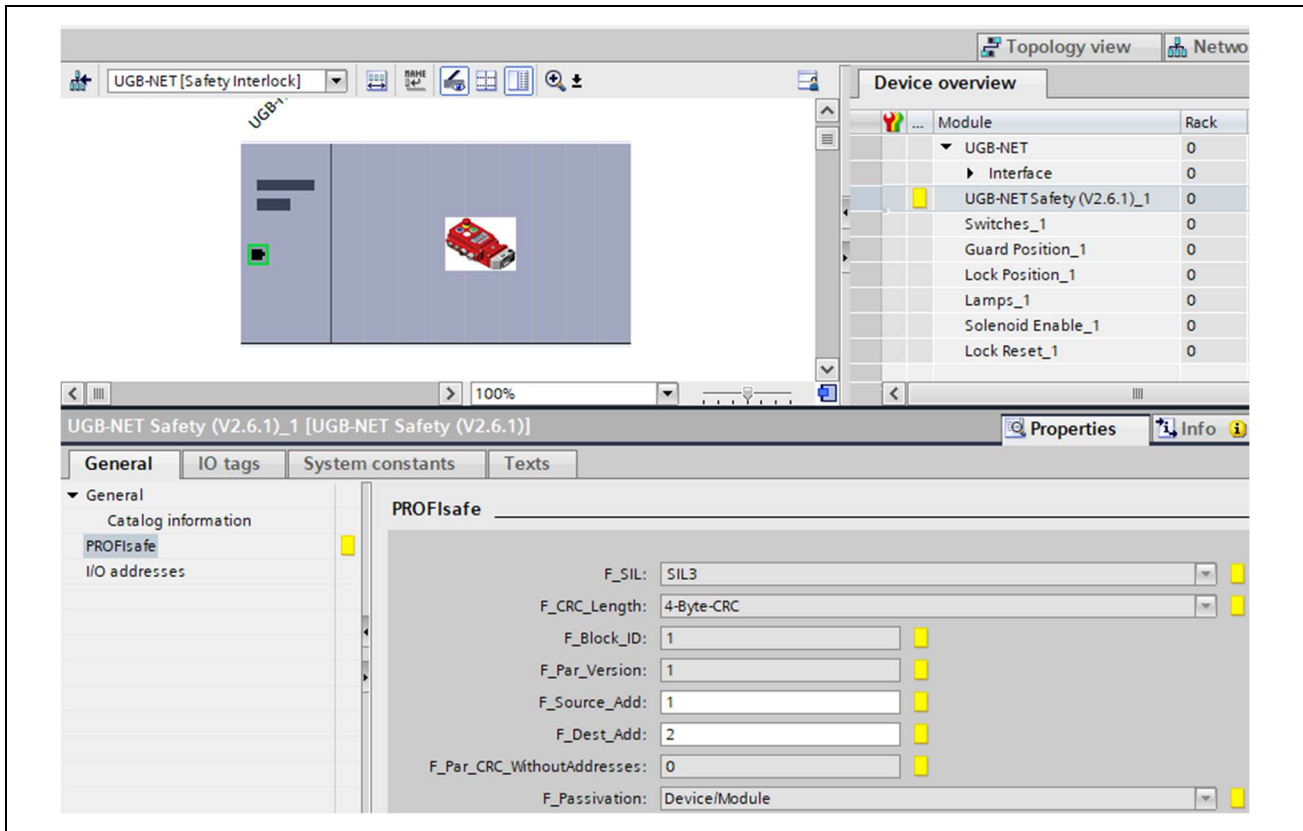 Topology view
Netwo
UGB-NET [Safety Interlock]
Device overview
... Module Rack
UGB-NET 0
Interface 0
UGB-NET Safety (V2.6.1)_1 0
Switches_1 0
Guard Position_1 0
Lock Position_1 0
Lamps_1 0
Solenoid Enable_1 0
Lock Reset_1 0
100%
UGB-NET Safety (V2.6.1)_1 [UGB-NET Safety (V2.6.1)]
Properties
Info
General IO tags System constants Texts
General
Catalog information
PROFIsafe
I/O addresses
PROFIsafe
F_SIL: SIL3
F_CRC_Length: 4-Byte-CRC
F_Block_ID: 1
F_Par_Version: 1
F_Source_Add: 1
F_Dest_Add: 2
F_Par_CRC_WithoutAddresses: 0
F_Passivation: Device/Module